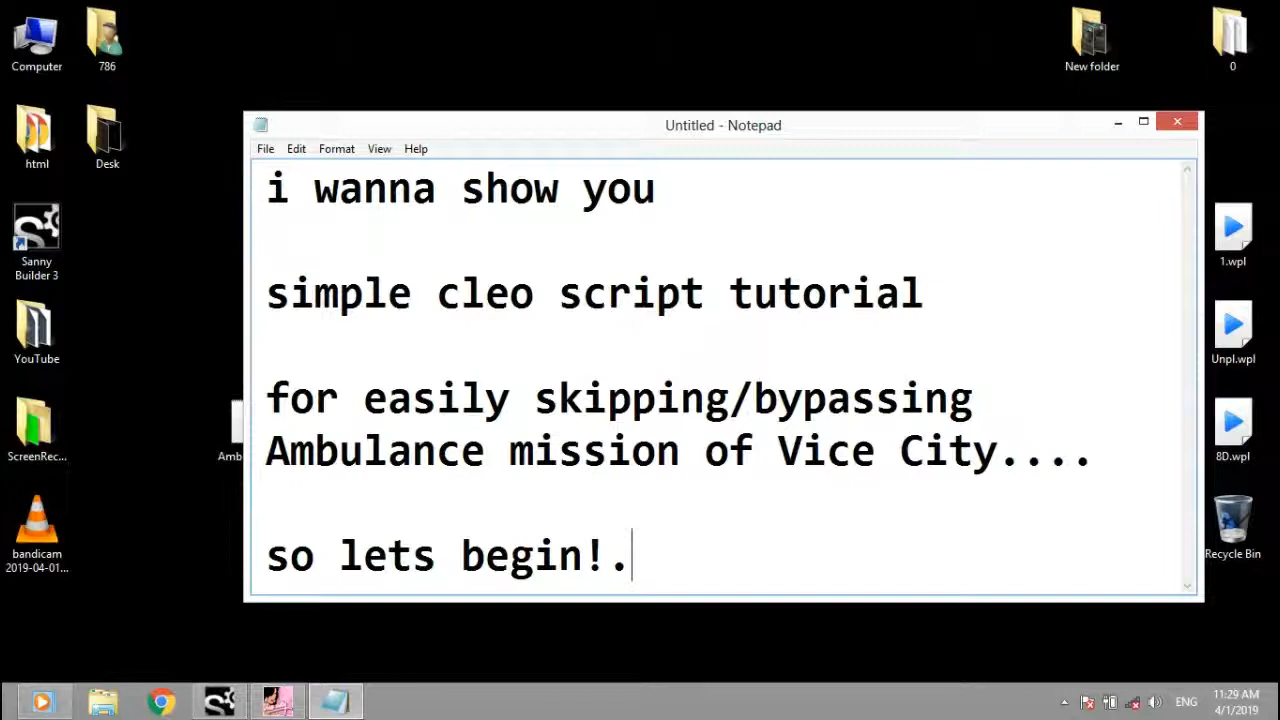 Computer
786
New folder
0
Untitled - Notepad
File Edit Format View Help
html
Desk
i wanna show you
simple cleo script tutorial
for easily skipping/bypassing
Ambulance mission of Vice City....
so lets begin!.
Sanny
Builder 3
YouTube
ScreenRec...
Amb
bandicam
2019-04-01...
1.wpl
Unpl.wpl
8D.wpl
Recycle Bin
ENG
11:29 AM
4/1/2019